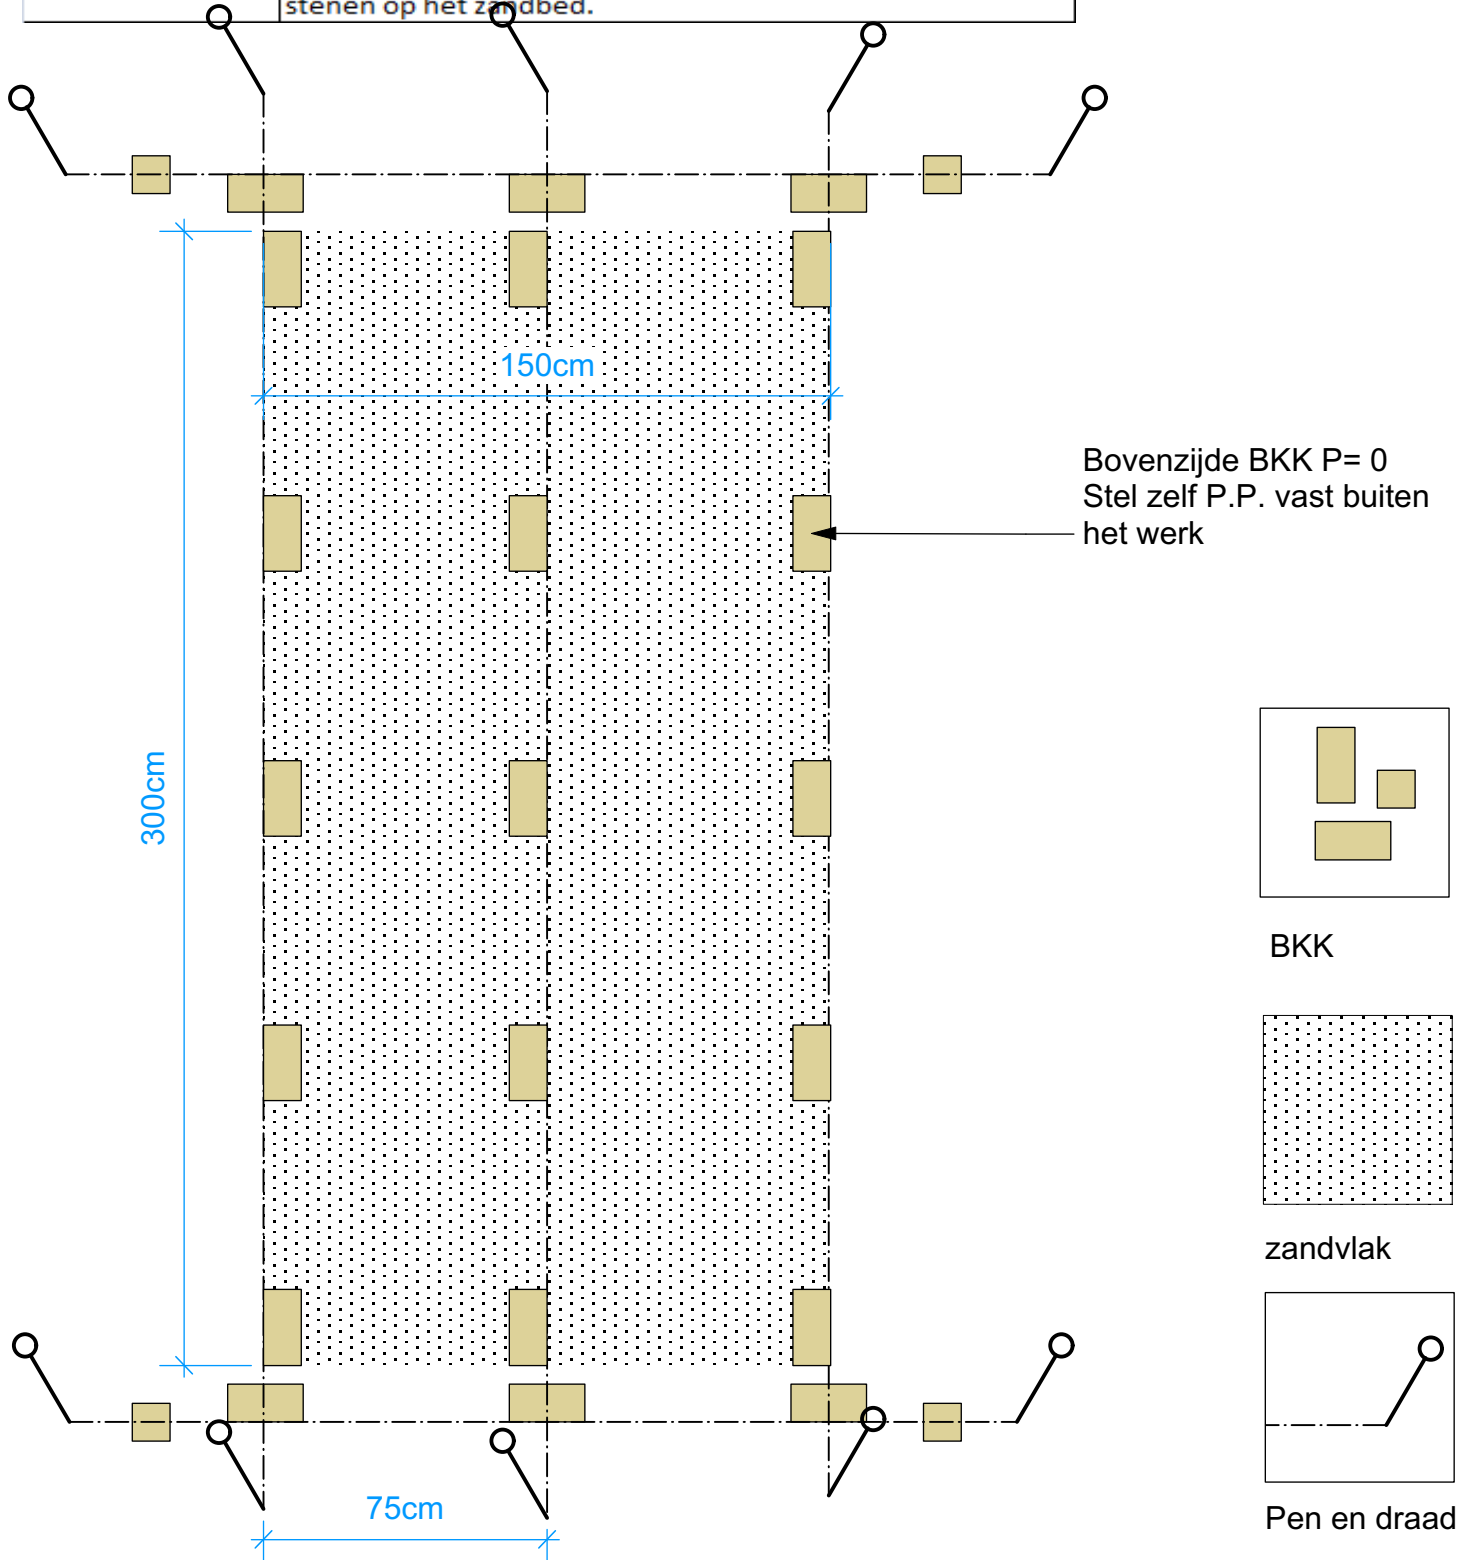 stenen op het zandbed.
150cm
Bovenzijde BKK P= 0
Stel zelf P.P. vast buiten
het werk
300cm
BKK
zandvlak
75cm
Pen en draad